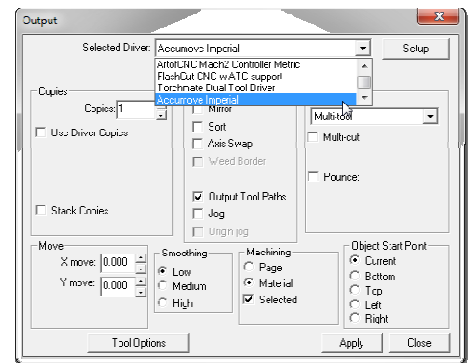 Output
Selected Driver: Accumove Imperial
Setup
ArtofCNC Mach2 Controller Metric
FlashCut CNC w ATC support
Torchmate Dual Tool Driver
Accumove Imperial
Copies
Copies: 1
Use Driver Copies
Stack Copies
Mirror
Sort
Axis Swap
Weed Border
Output Tool Paths
Jog
Origin jog
Multi-tool
Multi-cut
Pounce:
Move
X move: 0.000
Y move: 0.000
Smoothing
Low
Medium
High
Machining
Page
Material
Selected
Object Start Point
Current
Bottom
Top
Left
Right
Tool Options
Apply
Close